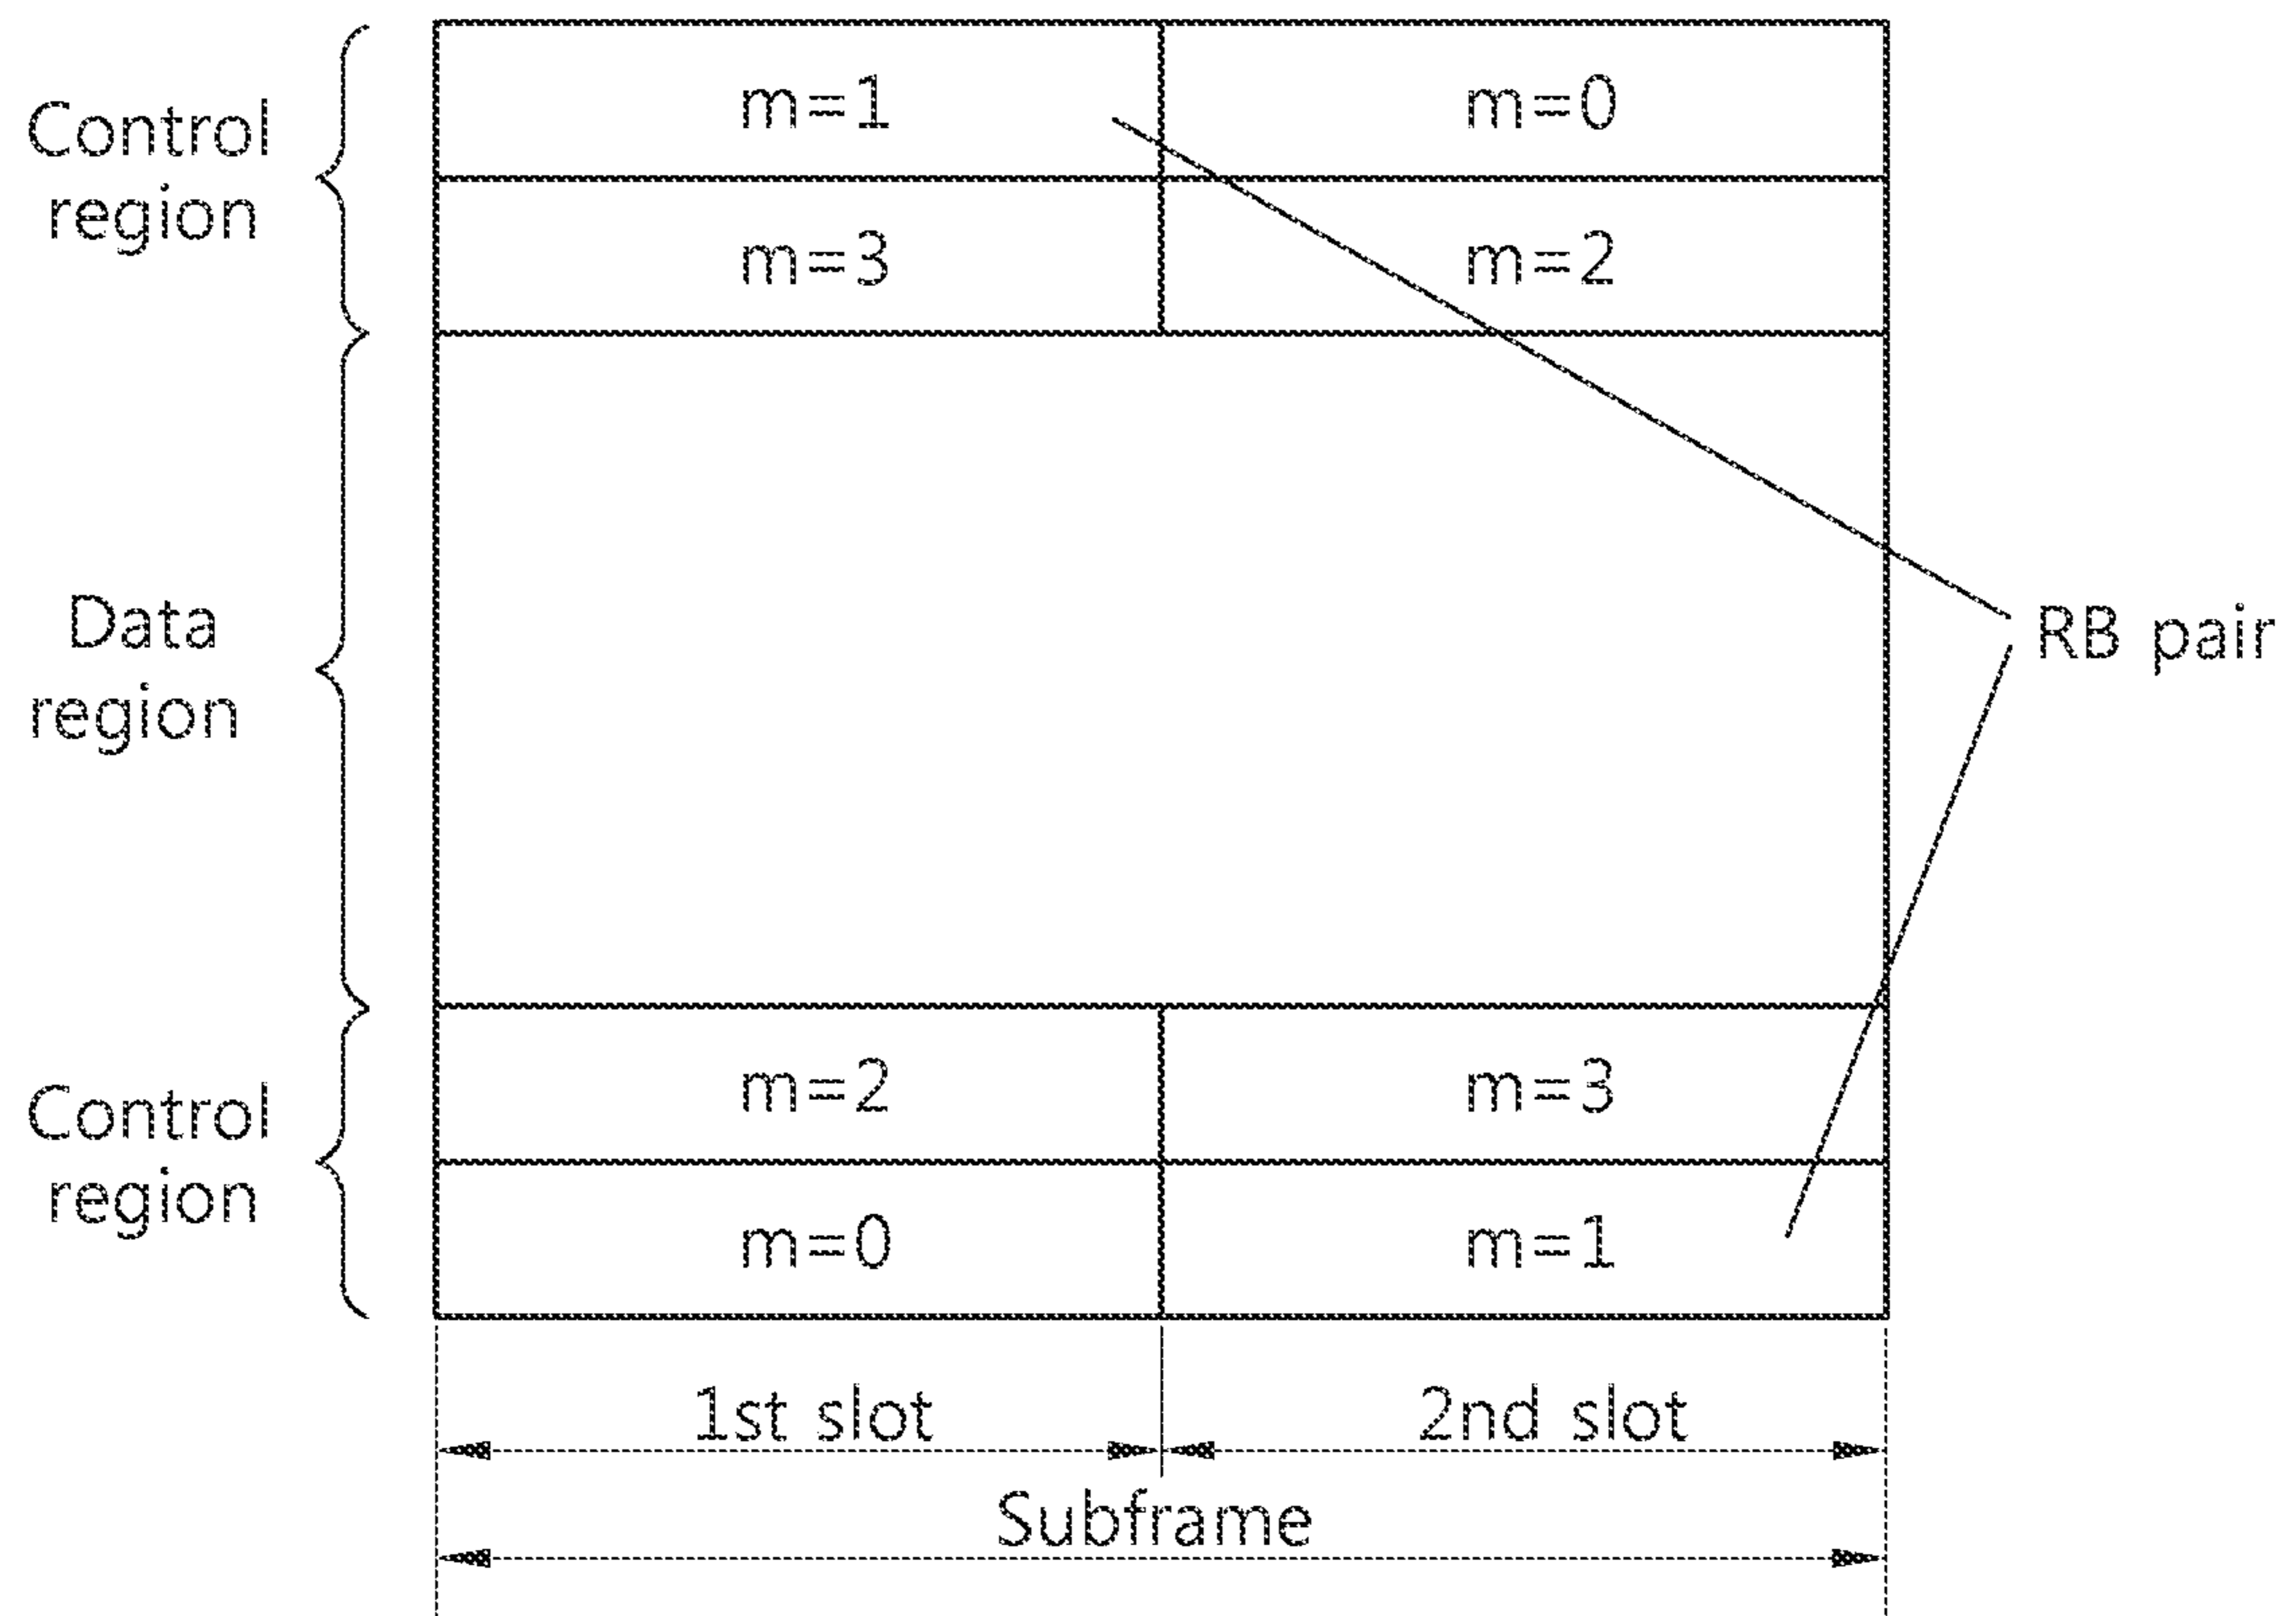 Control
region
m=1
m=0
m=3
m=2
Data
region
RB pair
Control
region
m=2
m=3
m=0
m=1
1st slot
2nd slot
Subframe